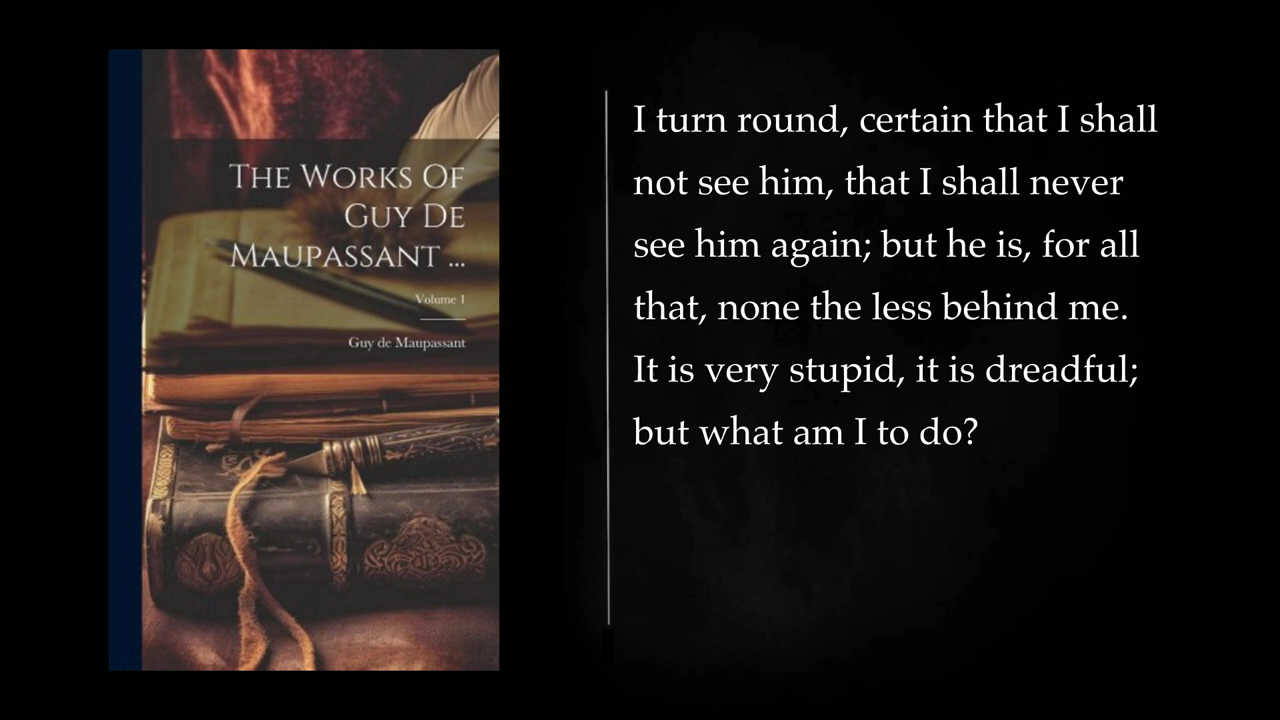 The Works Of
Guy De
Maupassant ...
Volume 1
Guy de Maupassant
I turn round, certain that I shall
not see him, that I shall never
see him again; but he is, for all
that, none the less behind me.
It is very stupid, it is dreadful;
but what am I to do?